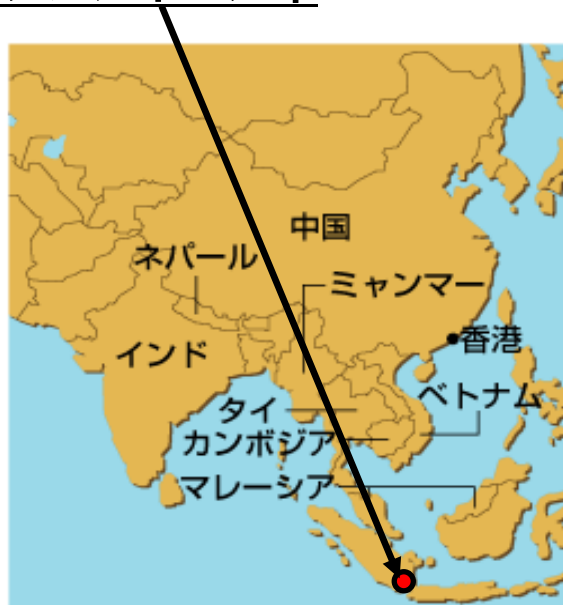 中国
ネパール
ミャンマー
インド
香港
ベトナム
タイ
カンボジア
マレーシア